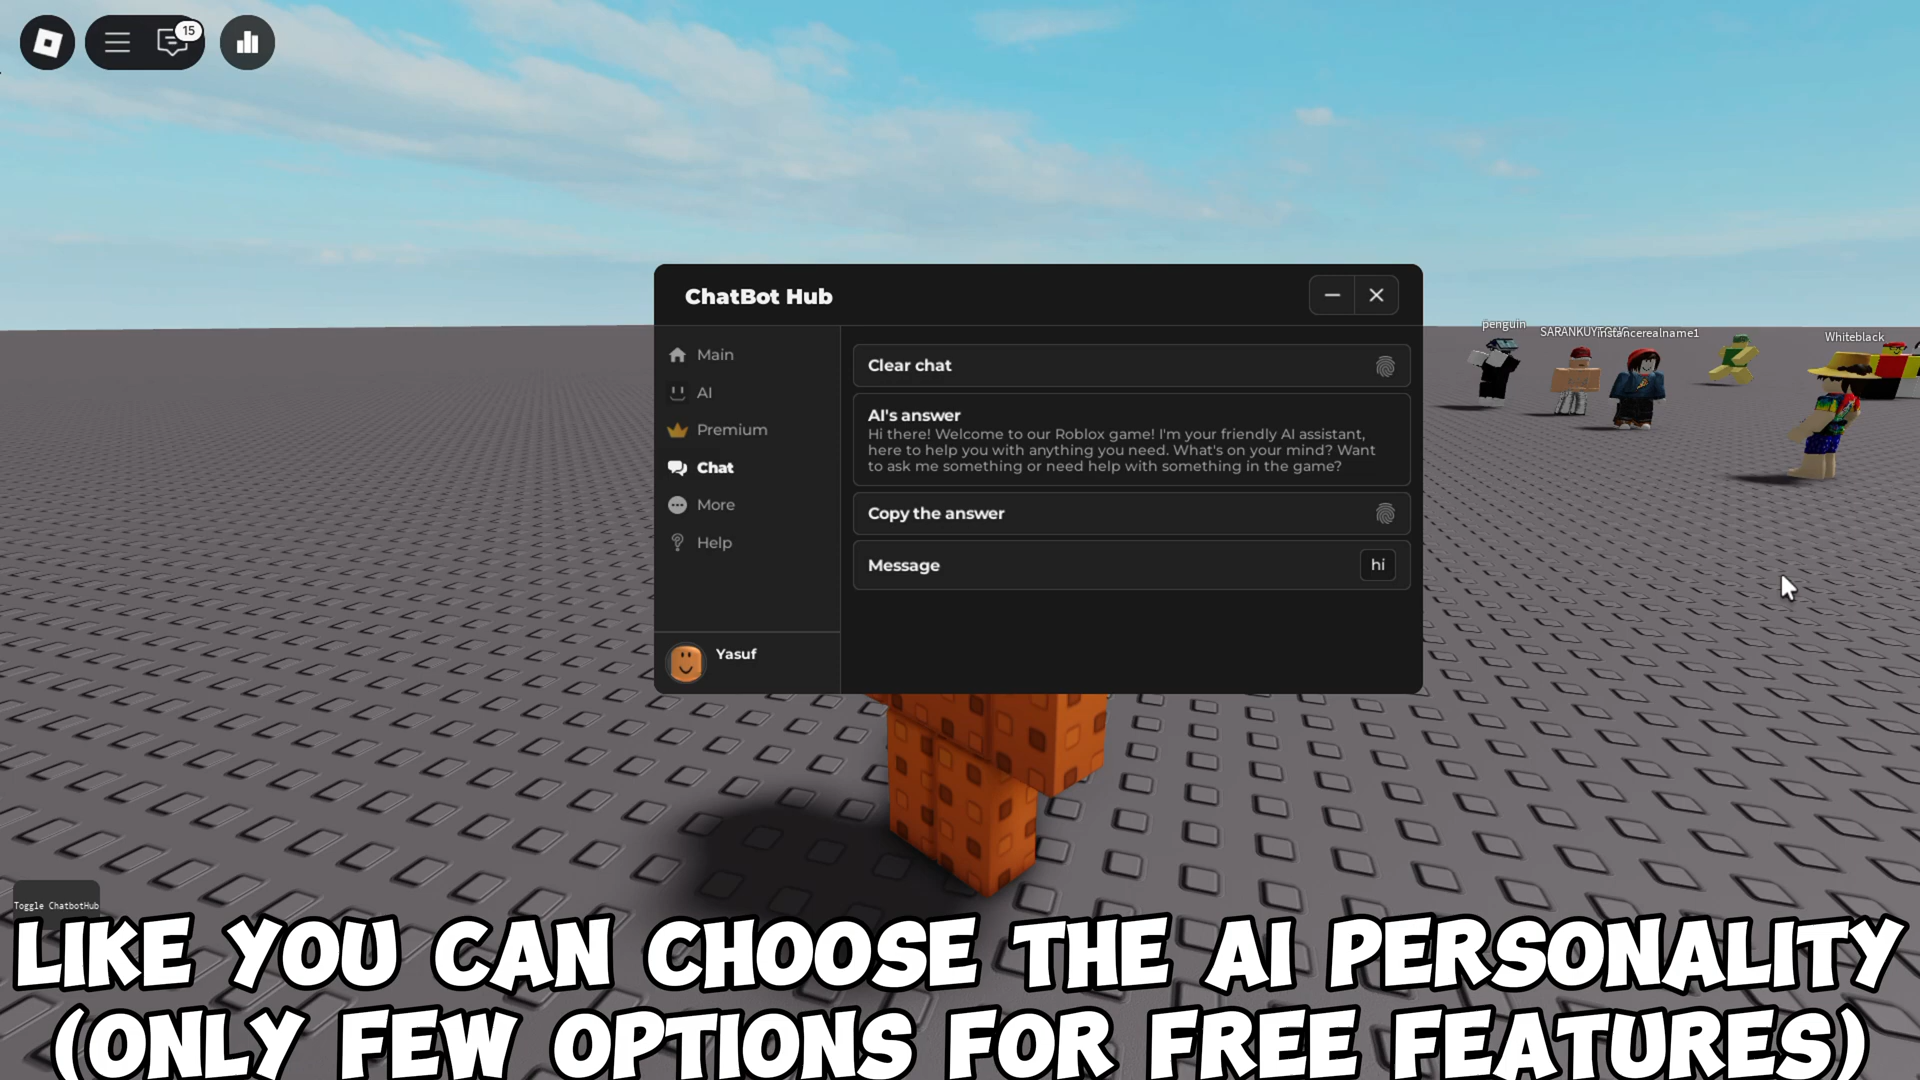 15
ChatBot Hub
penguin
instancerealname1
Whiteblack
Main
AI
Premium
Chat
More
Help
Clear chat
AI's answer
Hi there! Welcome to our Roblox game! I'm your friendly AI assistant,
here to help you with anything you need. What's on your mind? Want
to ask me something or need help with something in the game?
Copy the answer
Message
hi
Yasuf
Toggle ChatbotHub
LIKE YOU CAN CHOOSE THE AI PERSONALITY
(ONLY FEW OPTIONS FOR FREE FEATURES)